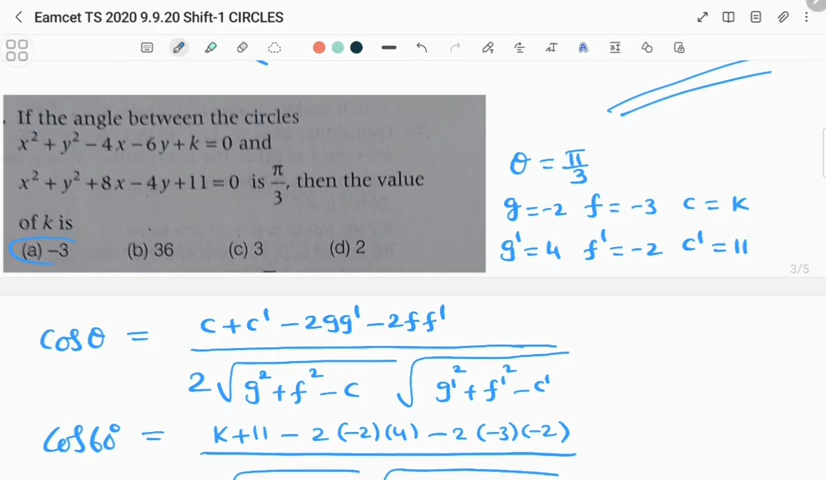 Eamcet TS 2020 9.9.20 Shift-1 CIRCLES
If the angle between the circles
x² + y² − 4x − 6y + k = 0 and
x² + y² + 8x − 4y + 11 = 0 is π/3, then the value
of k is
(a) −3 (b) 36 (c) 3 (d) 2
θ = π/3
g = -2 f = -3 c = k
g' = 4 f' = -2 c' = 11
3/5
cosθ = (c + c' − 2gg' − 2ff') / (2√(g² + f² − c) √(g'² + f'² − c'))
cos60° = k + 11 − 2(-2)(4) − 2(-3)(-2)